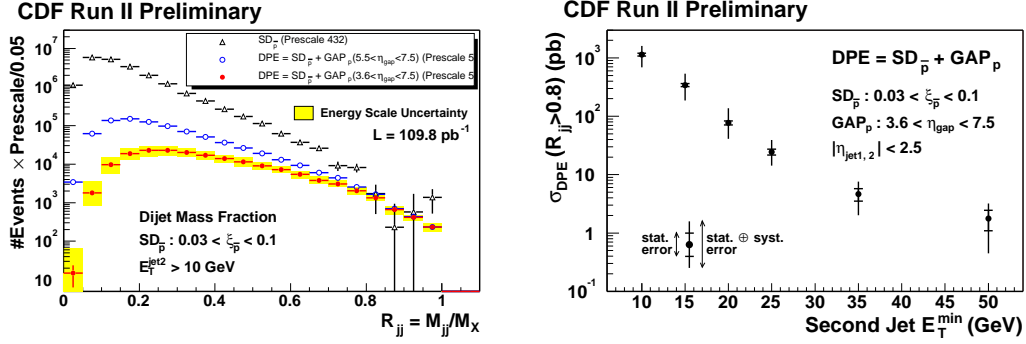 CDF Run II Preliminary
#Events × Prescale/0.05
10⁷
10⁶
10⁵
10⁴
10³
10²
10
SD_p̅ (Prescale 432)
DPE = SD_p̅ + GAP_p(5.5<η_gap<7.5) (Prescale 5
DPE = SD_p̅ + GAP_p(3.6<η_gap<7.5) (Prescale 5
Energy Scale Uncertainty
L = 109.8 pb⁻¹
Dijet Mass Fraction
SD_p̅ : 0.03 < ξ_p̅ < 0.1
E_T^jet2 > 10 GeV
0 0.2 0.4 0.6 0.8 1
R_jj = M_jj/M_X
CDF Run II Preliminary
σ_DPE (R_jj>0.8) (pb)
10³
10²
10
1
10⁻¹
DPE = SD_p̅ + GAP_p
SD_p̅ : 0.03 < ξ_p̅ < 0.1
GAP_p : 3.6 < η_gap < 7.5
|η_jet1, 2| < 2.5
stat.
error
stat. ⊕ syst.
error
10 15 20 25 30 35 40 45 50
Second Jet E_T^min (GeV)